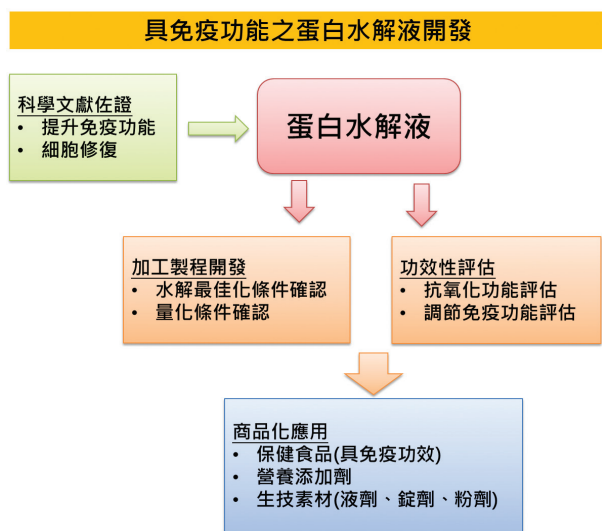 具免疫功能之蛋白水解液開發
科學文獻佐證
• 提升免疫功能
• 細胞修復
蛋白水解液
加工製程開發
• 水解最佳化條件確認
• 量化條件確認
功效性評估
• 抗氧化功能評估
• 調節免疫功能評估
商品化應用
• 保健食品(具免疫功效)
• 營養添加劑
• 生技素材(液劑、錠劑、粉劑)